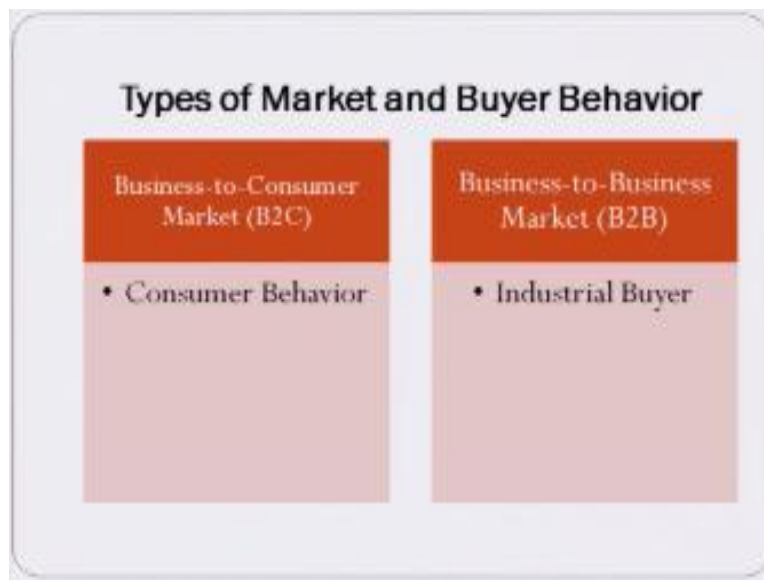 Types of Market and Buyer Behavior
Business-to-Consumer
Market (B2C)
• Consumer Behavior
Business-to-Business
Market (B2B)
• Industrial Buyer